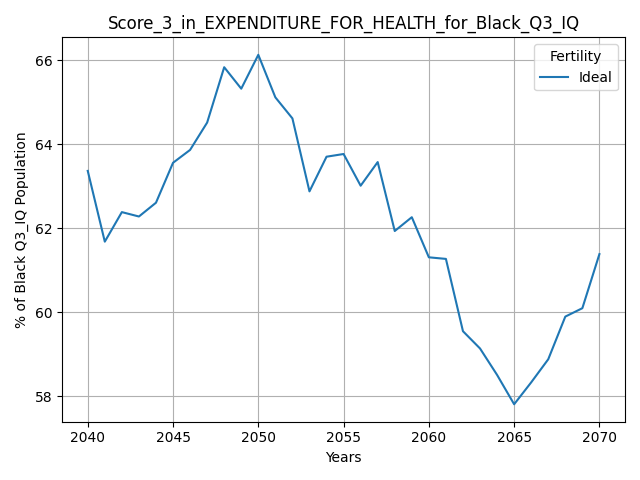 Score_3_in_EXPENDITURE_FOR_HEALTH_for_Black_Q3_IQ
Fertility
Ideal
% of Black Q3_IQ Population
66
64
62
60
58
2040 2045 2050 2055 2060 2065 2070
Years